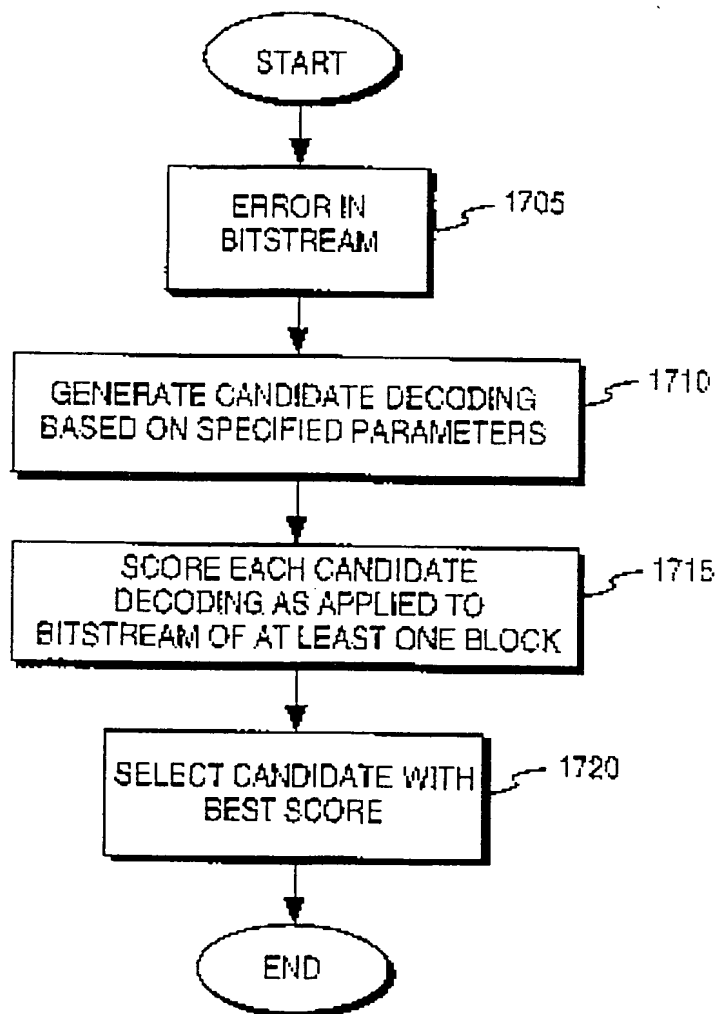 START
ERROR IN
BITSTREAM
1705
GENERATE CANDIDATE DECODING
BASED ON SPECIFIED PARAMETERS
1710
SCORE EACH CANDIDATE
DECODING AS APPLIED TO
BITSTREAM OF AT LEAST ONE BLOCK
1715
SELECT CANDIDATE WITH
BEST SCORE
1720
END